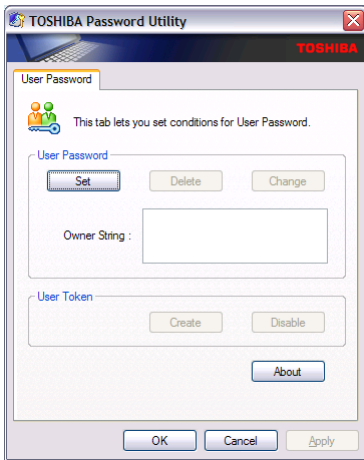 TOSHIBA Password Utility
TOSHIBA
User Password
This tab lets you set conditions for User Password.
User Password
Set Delete Change
Owner String :
User Token
Create Disable
About
OK Cancel Apply